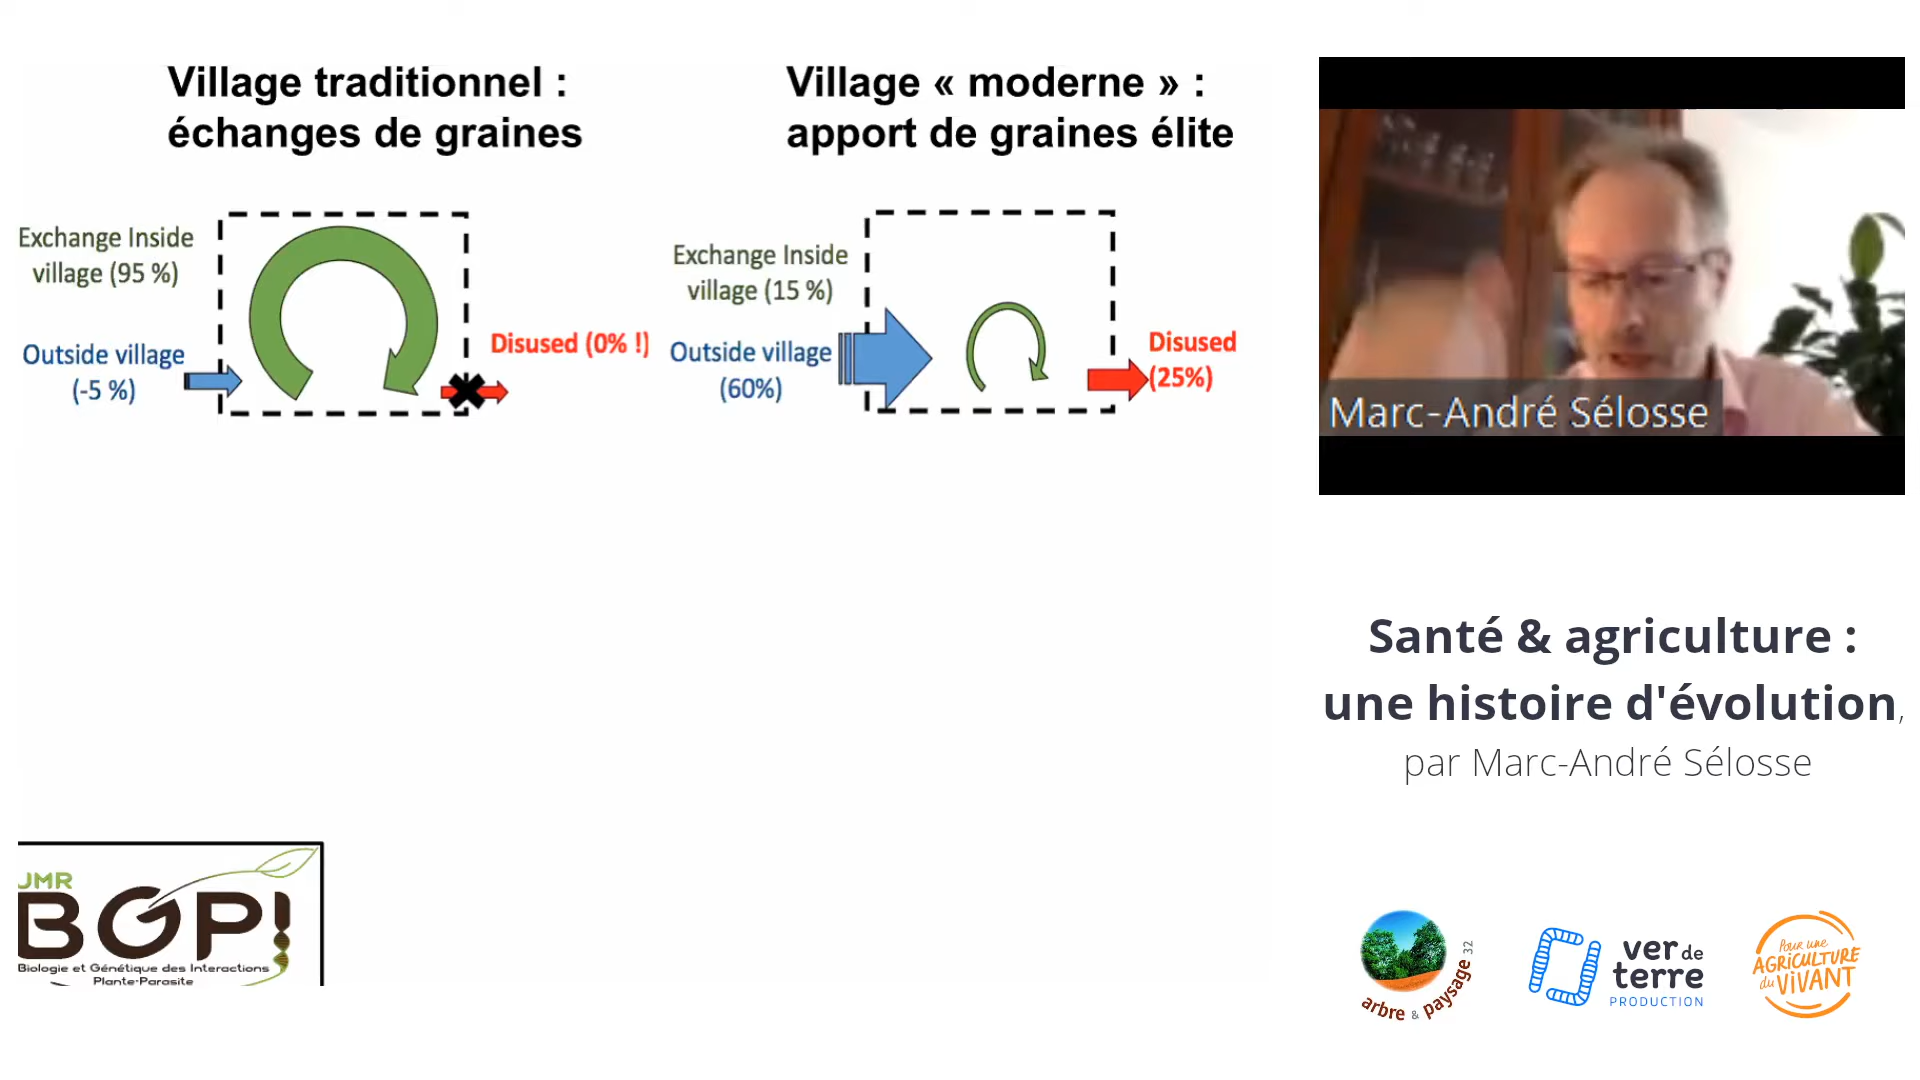 Village traditionnel :
échanges de graines
Exchange Inside
village (95 %)
Outside village
(-5 %)
Disused (0% !)
Village « moderne » :
apport de graines élite
Exchange Inside
village (15 %)
Outside village
(60%)
Disused
(25%)
Marc-André Sélosse
Santé & agriculture :
une histoire d'évolution,
par Marc-André Sélosse
UMR
BGPI
Biologie et Génétique des Interactions
Plante-Parasite
arbre & paysage 32
ver de
terre
PRODUCTION
Pour une
AGRICULTURE
du VIVANT